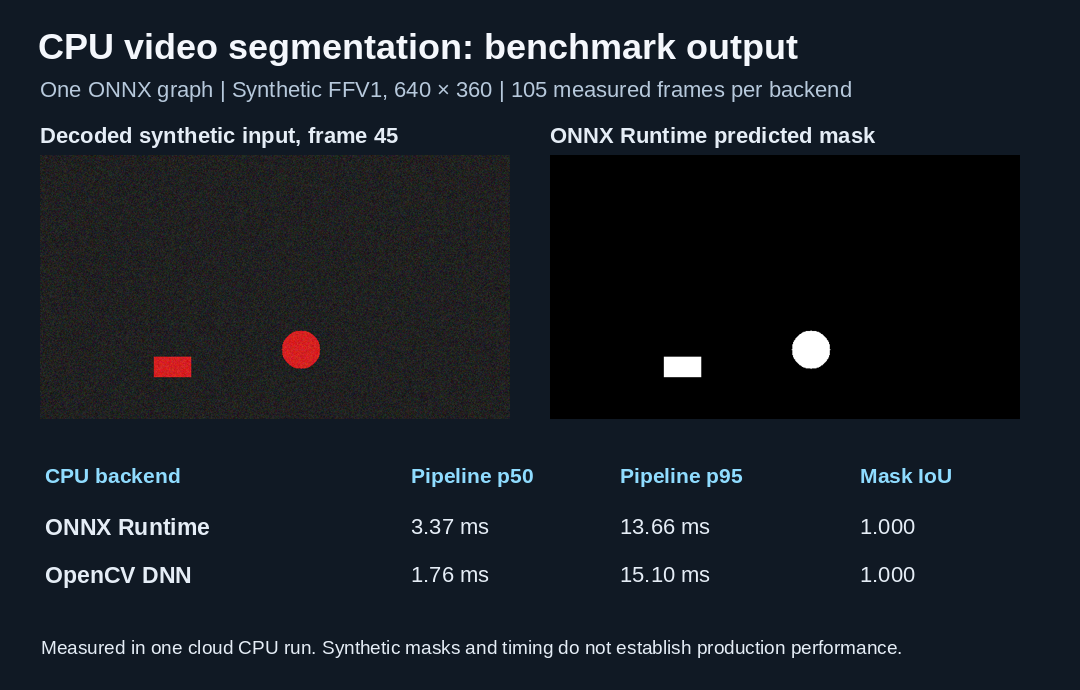 CPU video segmentation: benchmark output
One ONNX graph | Synthetic FFV1, 640 × 360 | 105 measured frames per backend
Decoded synthetic input, frame 45
ONNX Runtime predicted mask
CPU backend Pipeline p50 Pipeline p95 Mask IoU
ONNX Runtime 3.37 ms 13.66 ms 1.000
OpenCV DNN 1.76 ms 15.10 ms 1.000
Measured in one cloud CPU run. Synthetic masks and timing do not establish production performance.